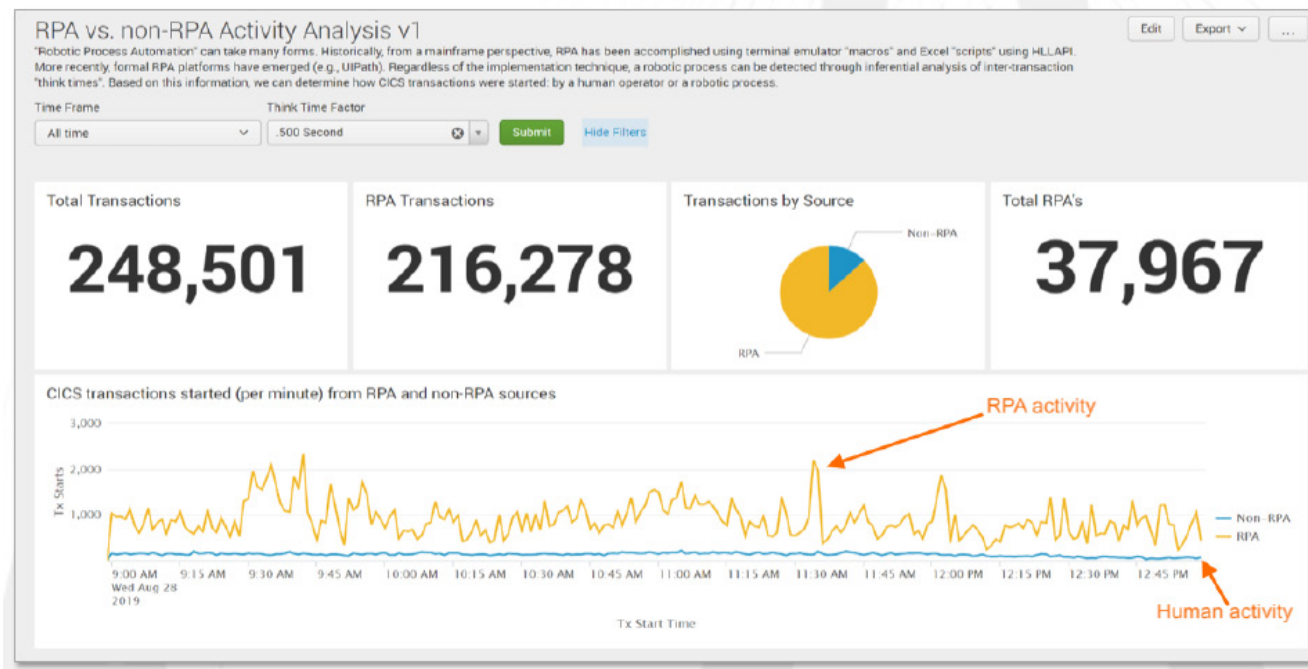 RPA vs. non-RPA Activity Analysis v1
Edit
Export
...
"Robotic Process Automation" can take many forms. Historically, from a mainframe perspective, RPA has been accomplished using terminal emulator "macros" and Excel "scripts" using HLLAPI.
More recently, formal RPA platforms have emerged (e.g., UIPath). Regardless of the implementation technique, a robotic process can be detected through inferential analysis of inter-transaction
"think times". Based on this information, we can determine how CICS transactions were started: by a human operator or a robotic process.
Time Frame
Think Time Factor
All time
.500 Second
Submit
Hide Filters
Total Transactions
248,501
RPA Transactions
216,278
Transactions by Source
Non-RPA
RPA
Total RPA's
37,967
CICS transactions started (per minute) from RPA and non-RPA sources
RPA activity
3,000
2,000
1,000
Tx Starts
Non-RPA
RPA
9:00 AM 9:15 AM 9:30 AM 9:45 AM 10:00 AM 10:15 AM 10:30 AM 10:45 AM 11:00 AM 11:15 AM 11:30 AM 11:45 AM 12:00 PM 12:15 PM 12:30 PM 12:45 PM
Wed Aug 28
2019
Human activity
Tx Start Time